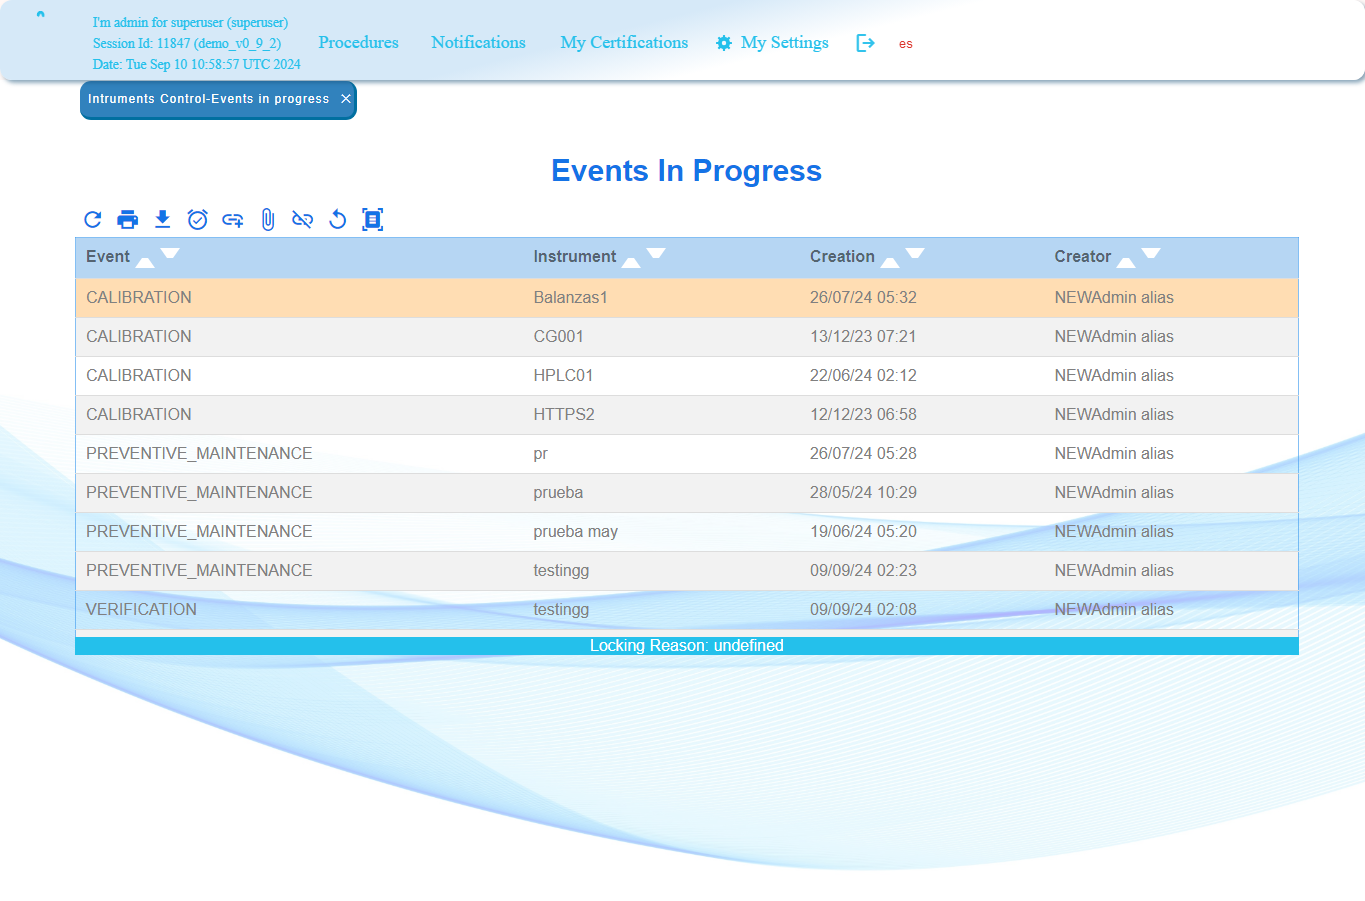 I'm admin for superuser (superuser)
Session Id: 11847 (demo_v0_9_2)
Date: Tue Sep 10 10:58:57 UTC 2024
Procedures Notifications My Certifications My Settings es
Intruments Control-Events in progress ×
Events In Progress
Event Instrument Creation Creator
CALIBRATION Balanzas1 26/07/24 05:32 NEWAdmin alias
CALIBRATION CG001 13/12/23 07:21 NEWAdmin alias
CALIBRATION HPLC01 22/06/24 02:12 NEWAdmin alias
CALIBRATION HTTPS2 12/12/23 06:58 NEWAdmin alias
PREVENTIVE_MAINTENANCE pr 26/07/24 05:28 NEWAdmin alias
PREVENTIVE_MAINTENANCE prueba 28/05/24 10:29 NEWAdmin alias
PREVENTIVE_MAINTENANCE prueba may 19/06/24 05:20 NEWAdmin alias
PREVENTIVE_MAINTENANCE testingg 09/09/24 02:23 NEWAdmin alias
VERIFICATION testingg 09/09/24 02:08 NEWAdmin alias
Locking Reason: undefined